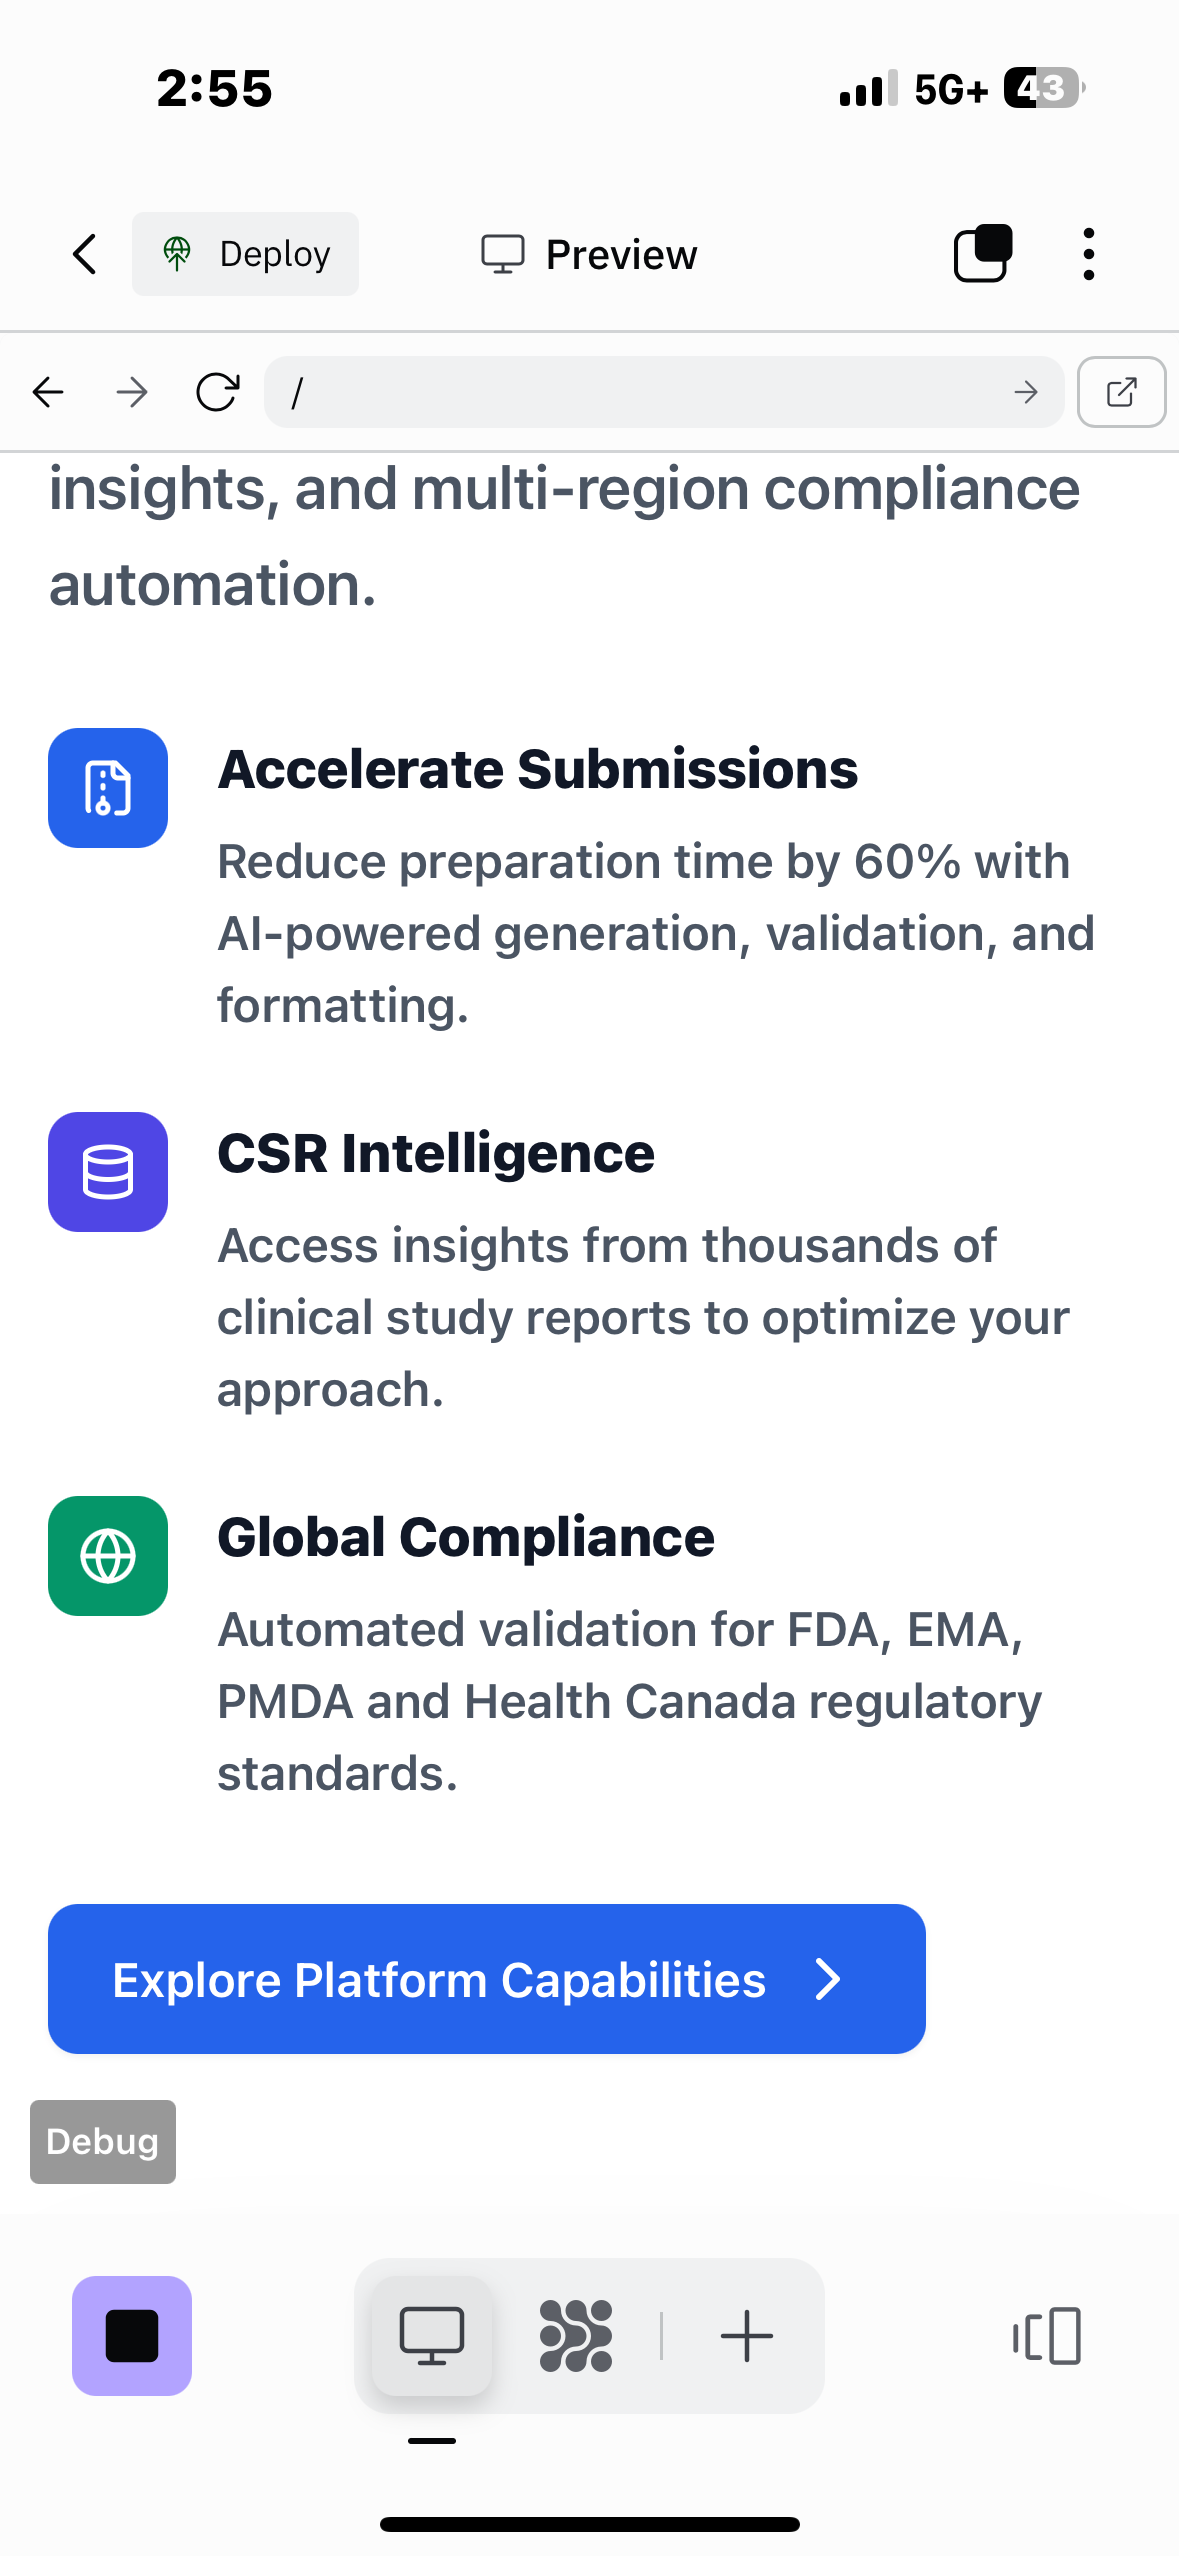 2:55
5G+
43
Deploy
Preview
/
insights, and multi-region compliance
automation.
Accelerate Submissions
Reduce preparation time by 60% with
AI-powered generation, validation, and
formatting.
CSR Intelligence
Access insights from thousands of
clinical study reports to optimize your
approach.
Global Compliance
Automated validation for FDA, EMA,
PMDA and Health Canada regulatory
standards.
Explore Platform Capabilities
Debug